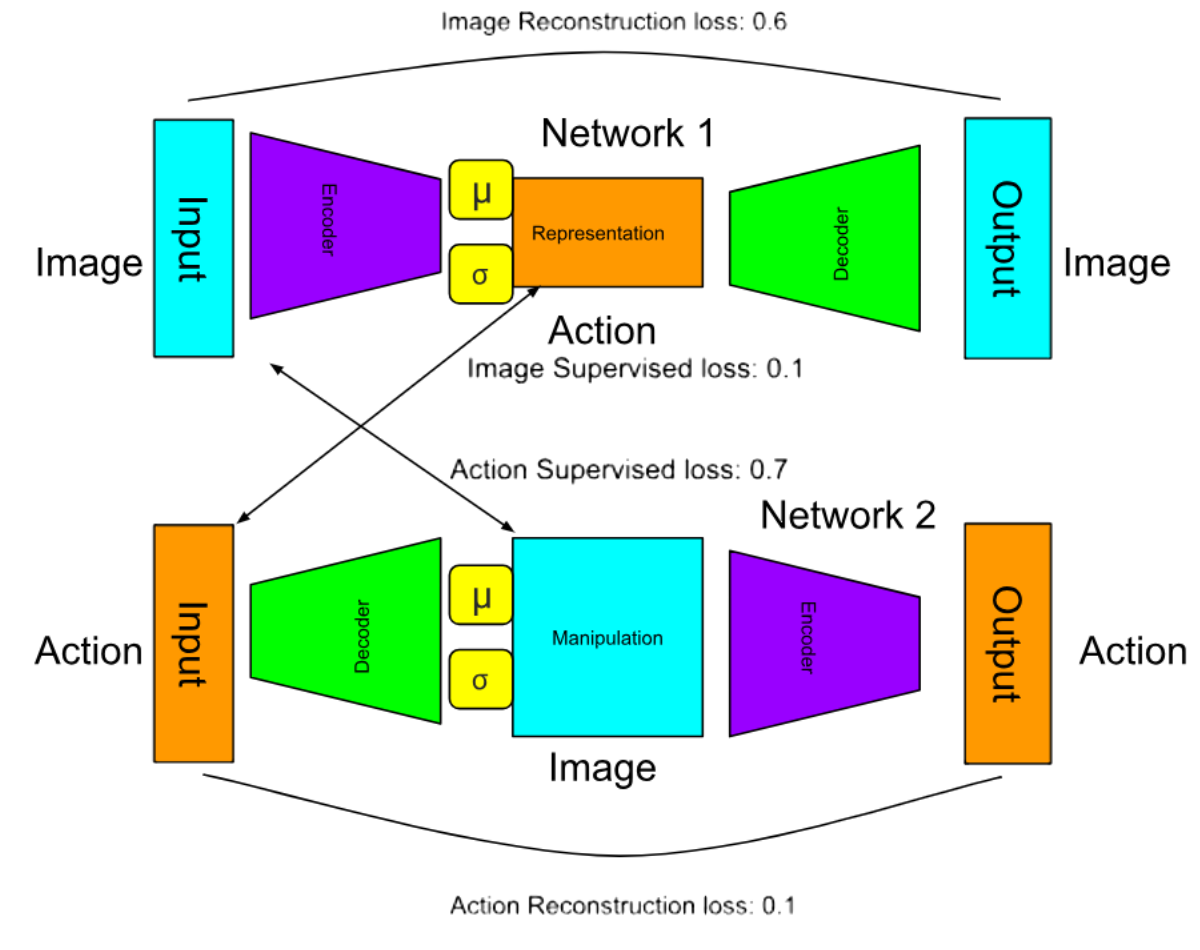 Image Reconstruction loss: 0.6
Network 1
Image
Input
Encoder
μ
σ
Representation
Decoder
Output
Image
Action
Image Supervised loss: 0.1
Action Supervised loss: 0.7
Network 2
Action
Input
Decoder
μ
σ
Manipulation
Encoder
Output
Action
Image
Action Reconstruction loss: 0.1